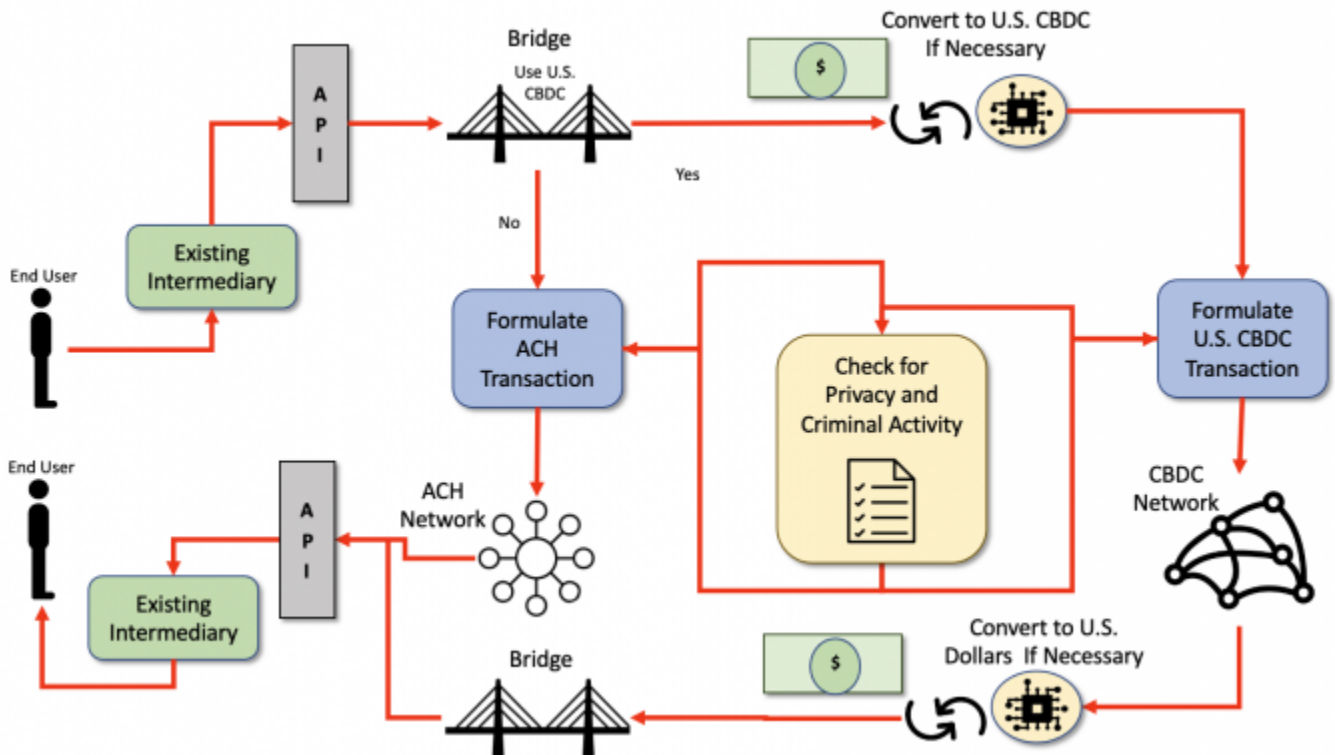 Convert to U.S. CBDC
If Necessary
$
Bridge
Use U.S.
CBDC
A
P
I
Yes
No
Existing
Intermediary
End User
Formulate
ACH
Transaction
Check for
Privacy and
Criminal Activity
Formulate
U.S. CBDC
Transaction
End User
A
P
I
ACH
Network
CBDC
Network
Existing
Intermediary
Bridge
$
Convert to U.S.
Dollars If Necessary